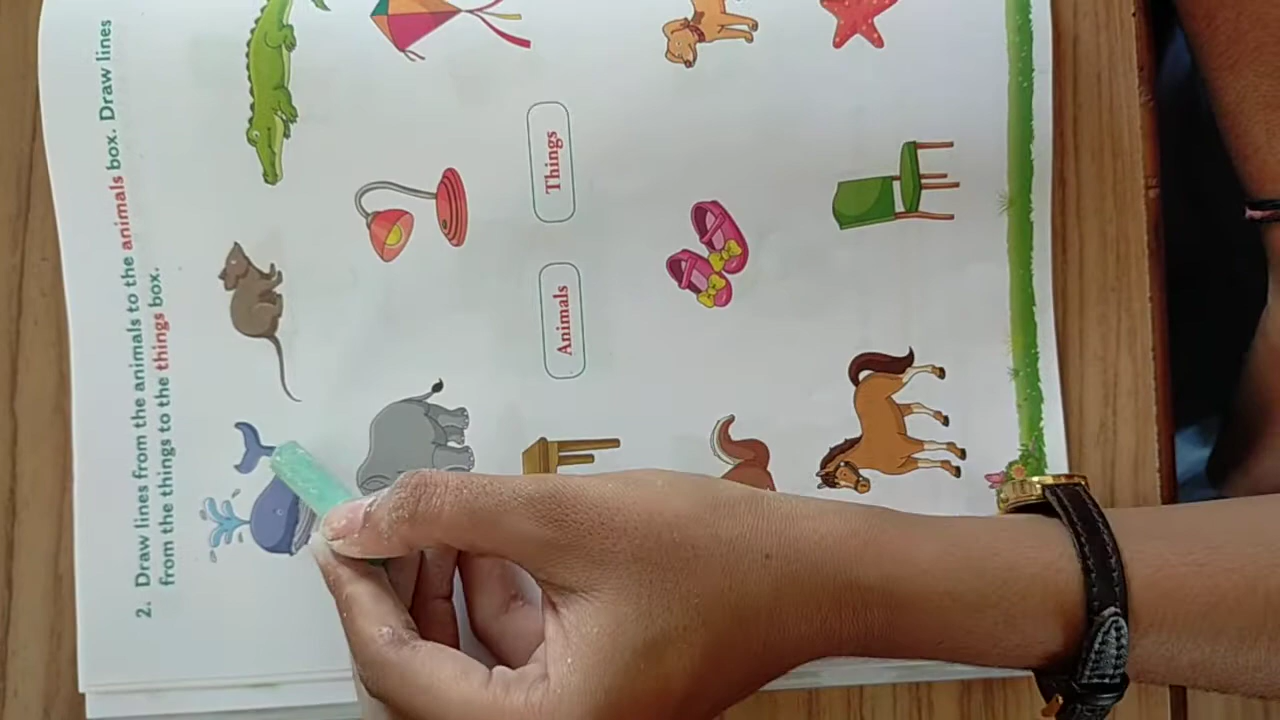 2. Draw lines from the animals to the animals box. Draw lines
from the things to the things box.
Animals
Things